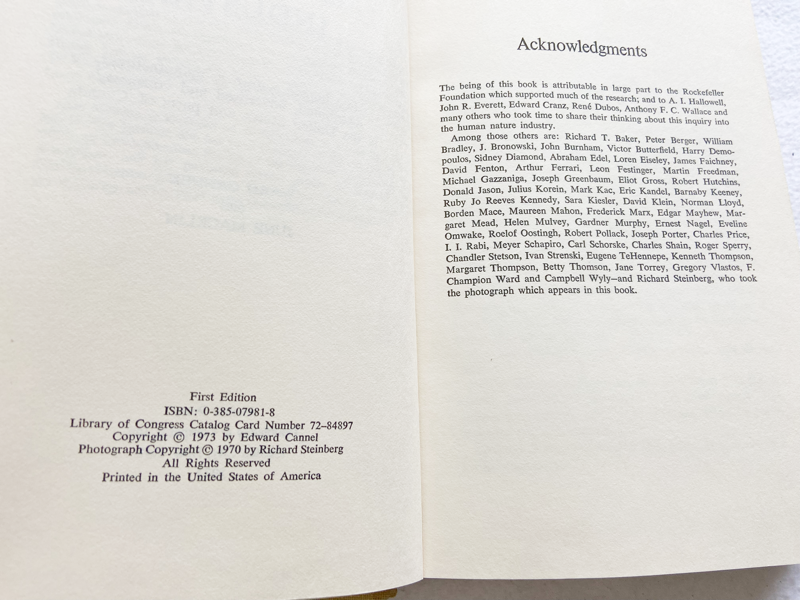 First Edition
ISBN: 0-385-07981-8
Library of Congress Catalog Card Number 72–84897
Copyright © 1973 by Edward Cannel
Photograph Copyright © 1970 by Richard Steinberg
All Rights Reserved
Printed in the United States of America
Acknowledgments
The being of this book is attributable in large part to the Rockefeller
Foundation which supported much of the research; and to A. I. Hallowell,
John R. Everett, Edward Cranz, René Dubos, Anthony F. C. Wallace and
many others who took time to share their thinking about this inquiry into
the human nature industry.
Among those others are: Richard T. Baker, Peter Berger, William
Bradley, J. Bronowski, John Burnham, Victor Butterfield, Harry Demo-
poulos, Sidney Diamond, Abraham Edel, Loren Eiseley, James Faichney,
David Fenton, Arthur Ferrari, Leon Festinger, Martin Freedman,
Michael Gazzaniga, Joseph Greenbaum, Eliot Gross, Robert Hutchins,
Donald Jason, Julius Korein, Mark Kac, Eric Kandel, Barnaby Keeney,
Ruby Jo Reeves Kennedy, Sara Kiesler, David Klein, Norman Lloyd,
Borden Mace, Maureen Mahon, Frederick Marx, Edgar Mayhew, Mar-
garet Mead, Helen Mulvey, Gardner Murphy, Ernest Nagel, Eveline
Omwake, Roelof Oostingh, Robert Pollack, Joseph Porter, Charles Price,
I. I. Rabi, Meyer Schapiro, Carl Schorske, Charles Shain, Roger Sperry,
Chandler Stetson, Ivan Strenski, Eugene TeHennepe, Kenneth Thompson,
Margaret Thompson, Betty Thomson, Jane Torrey, Gregory Vlastos, F.
Champion Ward and Campbell Wyly—and Richard Steinberg, who took
the photograph which appears in this book.